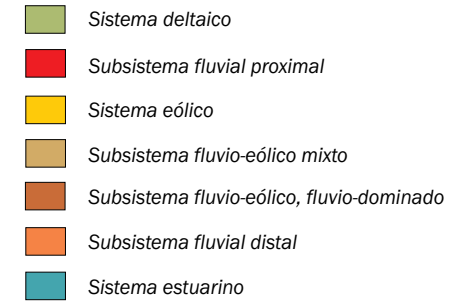 Sistema deltaico
Subsistema fluvial proximal
Sistema eólico
Subsistema fluvio-eólico mixto
Subsistema fluvio-eólico, fluvio-dominado
Subsistema fluvial distal
Sistema estuarino